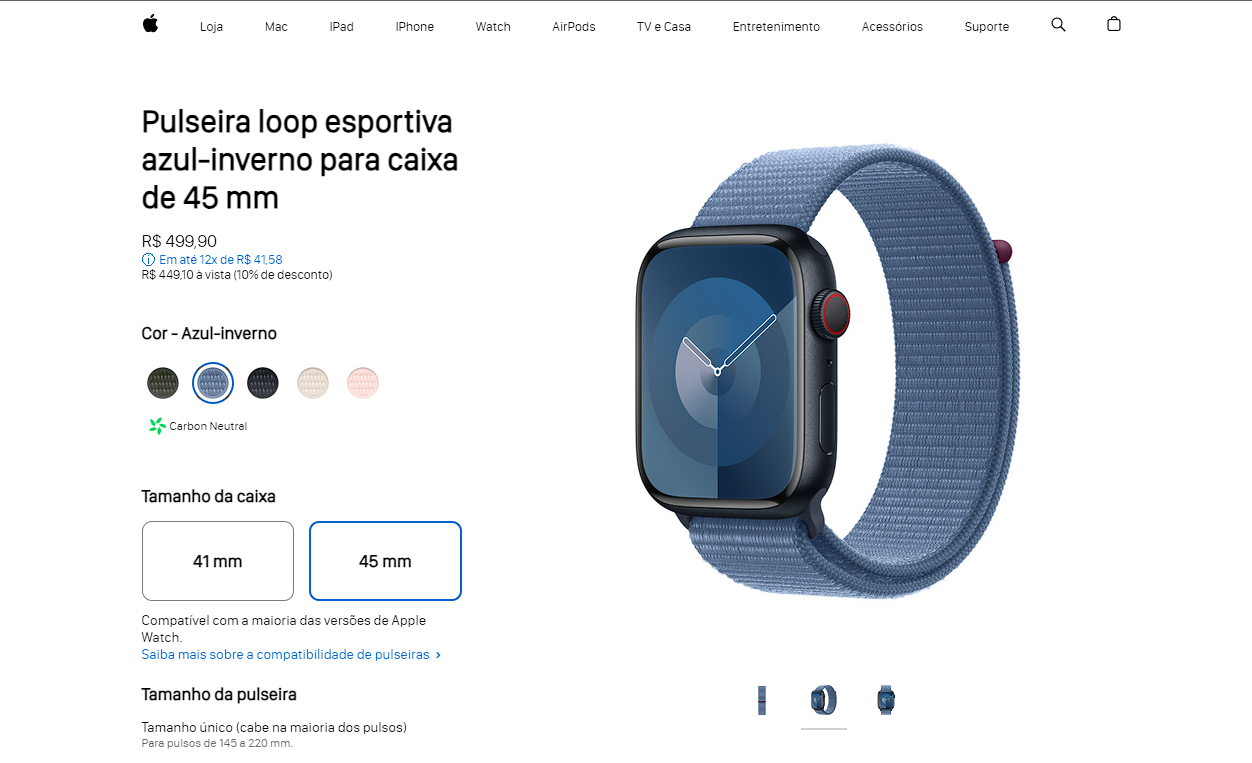 Loja Mac IPad IPhone Watch AirPods TV e Casa Entretenimento Acessórios Suporte
Pulseira loop esportiva
azul-inverno para caixa
de 45 mm
R$ 499,90
Em até 12x de R$ 41,58
R$ 449,10 à vista (10% de desconto)
Cor - Azul-inverno
Carbon Neutral
Tamanho da caixa
41 mm 45 mm
Compatível com a maioria das versões de Apple
Watch.
Saiba mais sobre a compatibilidade de pulseiras ›
Tamanho da pulseira
Tamanho único (cabe na maioria dos pulsos)
Para pulsos de 145 a 220 mm.